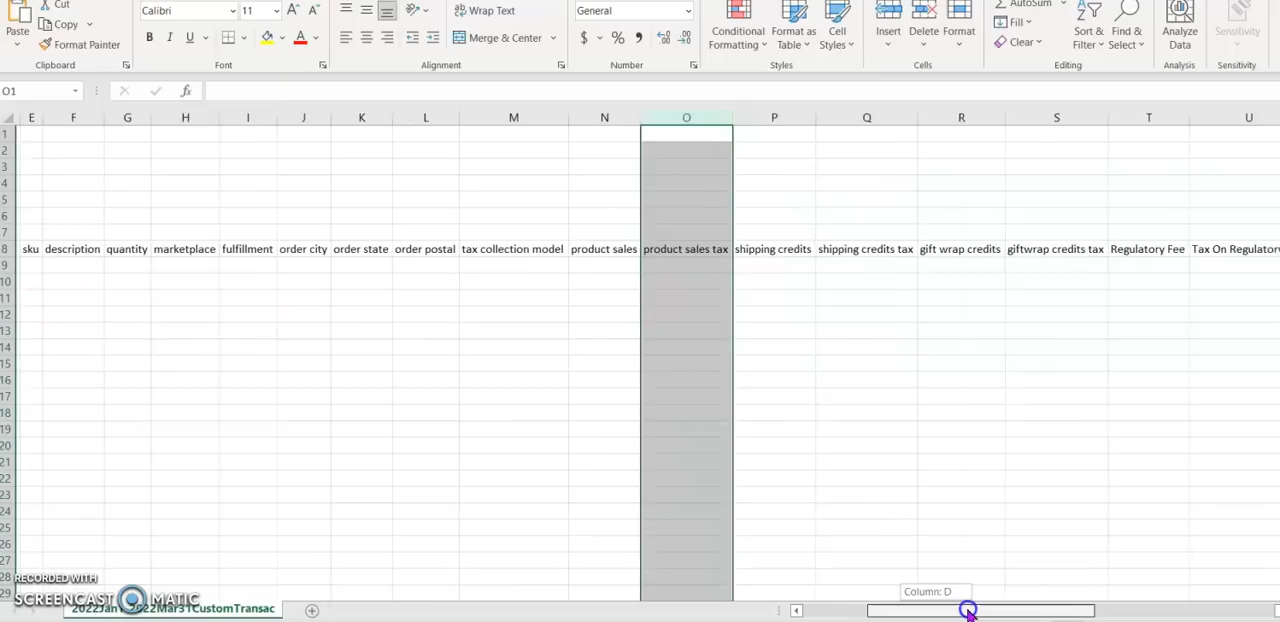 Cut
Calibri 11 A A Wrap Text General AutoSum
Copy
Paste Format Painter B I U A Merge & Center $ % Conditional Formatting Format as Table Cell Styles Insert Delete Format Fill Clear Sort & Filter Find & Select Analyze Data Sensitivity
Clipboard Font Alignment Number Styles Cells Editing Analysis Sensitivity
O1 fx
E F G H I J K L M N O P Q R S T U
1
2
3
4
5
6
7
8 sku description quantity marketplace fulfillment order city order state order postal tax collection model product sales product sales tax shipping credits shipping credits tax gift wrap credits giftwrap credits tax Regulatory Fee Tax On Regulatory
9
10
11
12
13
14
15
16
17
18
19
20
21
22
23
24
25
26
27
28
RECORDED WITH
29
Column: D
SCREENCAST MATIC
2022Jan1-2022Mar31CustomTransac